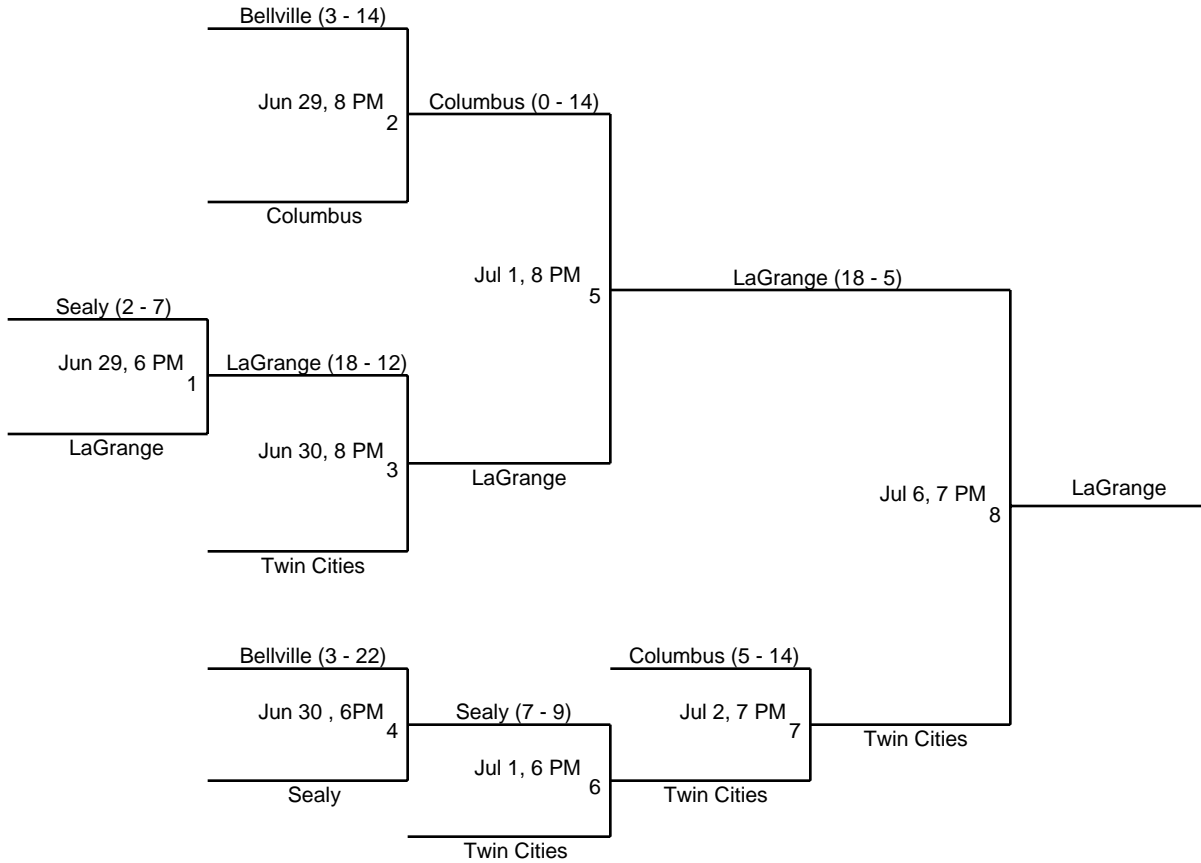 Bellville (3 - 14)
Jun 29, 8 PM
2
Columbus (0 - 14)
Columbus
Jul 1, 8 PM
5
LaGrange (18 - 5)
Sealy (2 - 7)
Jun 29, 6 PM
1
LaGrange (18 - 12)
LaGrange
Jun 30, 8 PM
3
LaGrange
Jul 6, 7 PM
8
LaGrange
Twin Cities
Bellville (3 - 22)
Columbus (5 - 14)
Jun 30 , 6PM
4
Sealy (7 - 9)
Jul 2, 7 PM
7
Twin Cities
Jul 1, 6 PM
6
Sealy
Twin Cities
Twin Cities